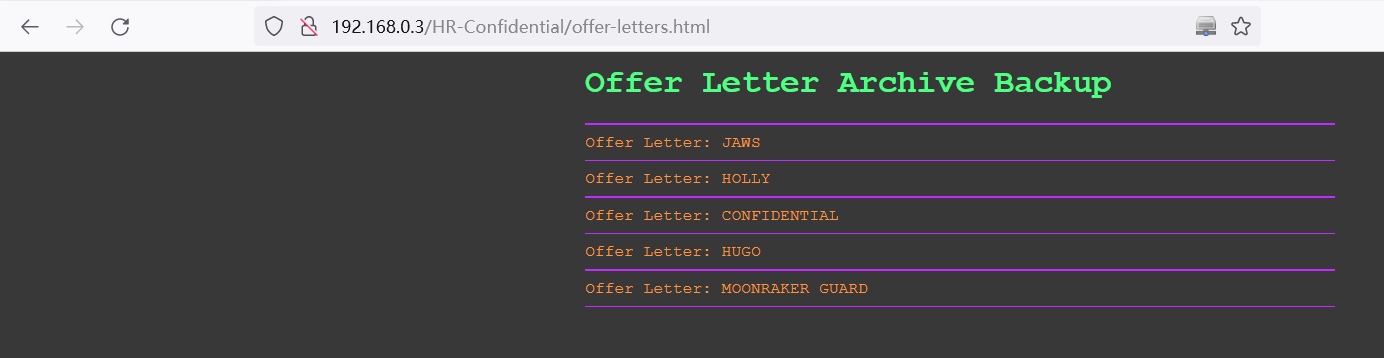 192.168.0.3/HR-Confidential/offer-letters.html
Offer Letter Archive Backup
Offer Letter: JAWS
Offer Letter: HOLLY
Offer Letter: CONFIDENTIAL
Offer Letter: HUGO
Offer Letter: MOONRAKER GUARD